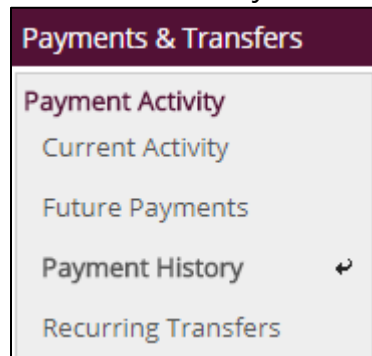 Payments & Transfers
Payment Activity
Current Activity
Future Payments
Payment History
Recurring Transfers